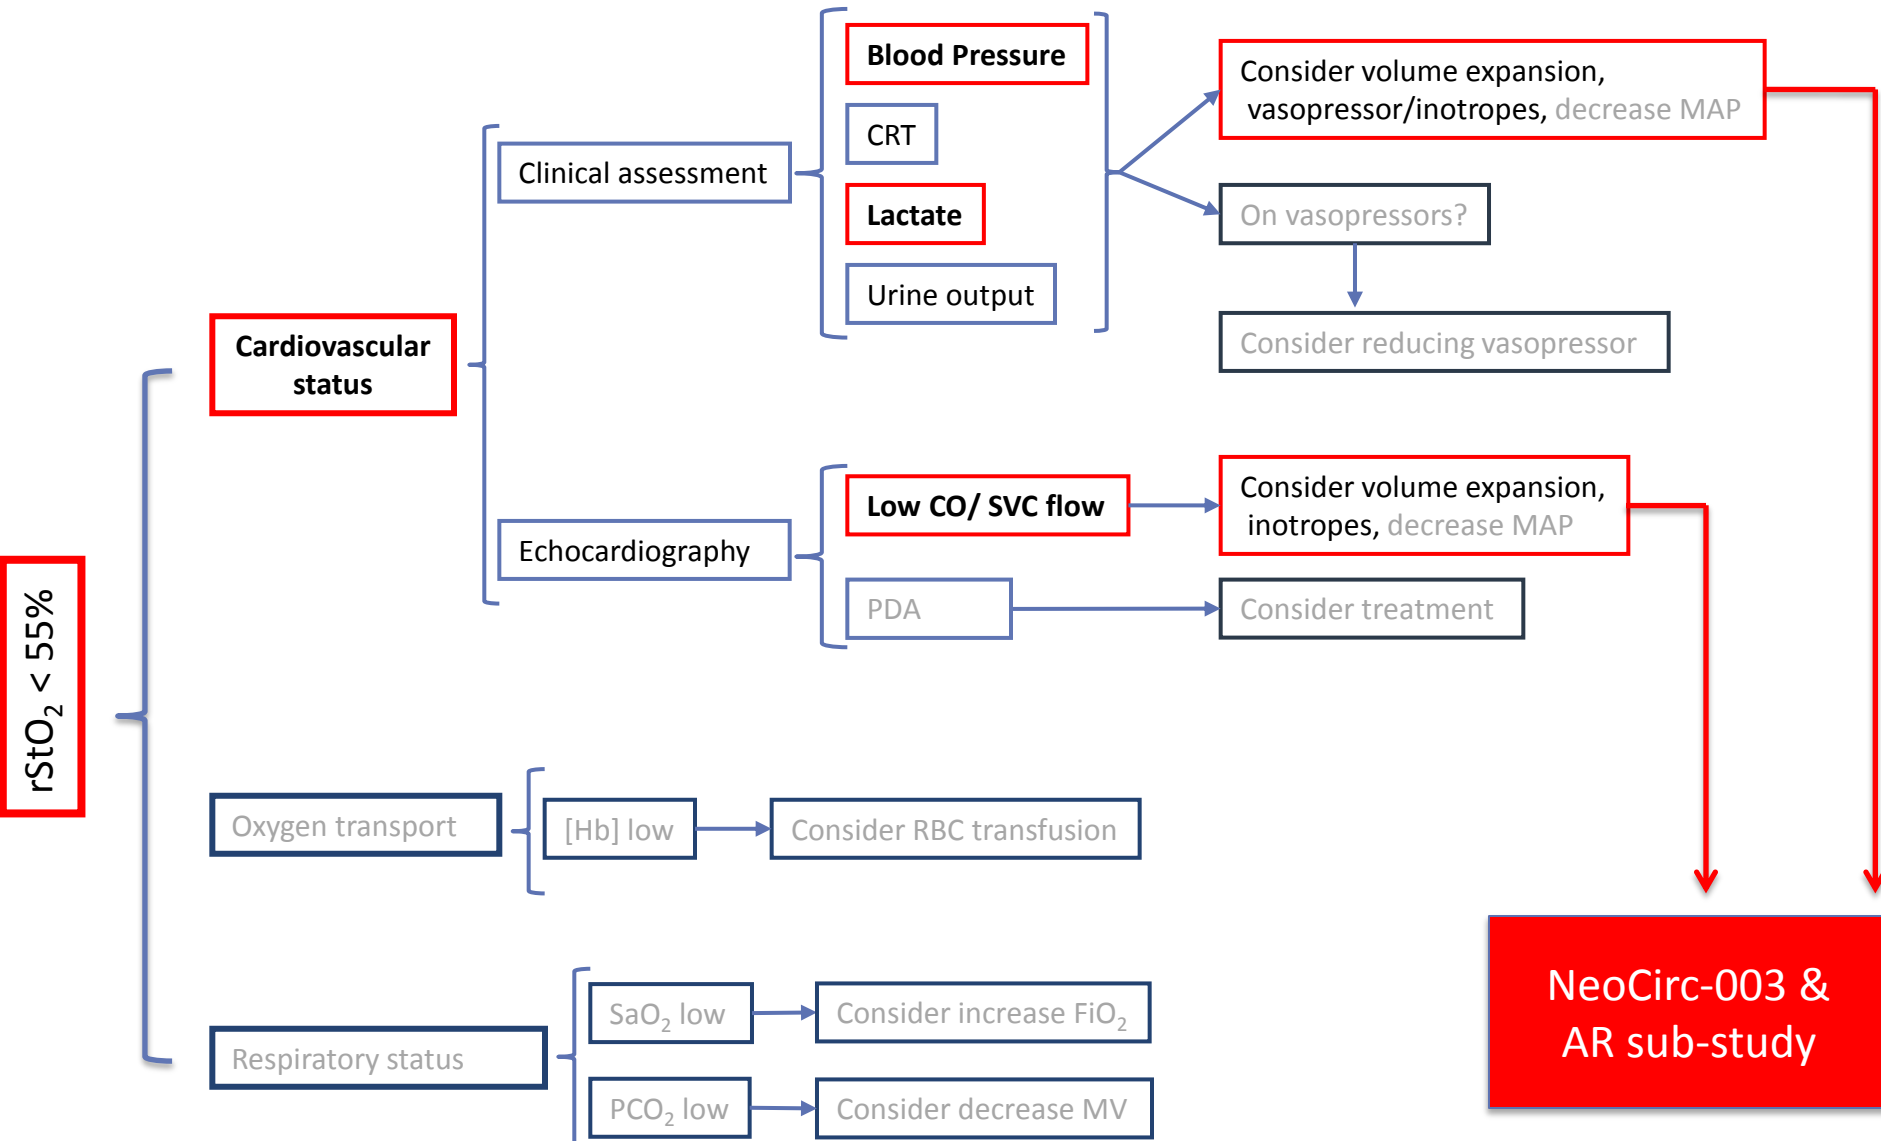 rStO₂ < 55%
Cardiovascular
status
Clinical assessment
Blood Pressure
CRT
Lactate
Urine output
Consider volume expansion,
vasopressor/inotropes, decrease MAP
On vasopressors?
Consider reducing vasopressor
Echocardiography
Low CO/ SVC flow
Consider volume expansion,
inotropes, decrease MAP
PDA
Consider treatment
Oxygen transport
[Hb] low
Consider RBC transfusion
Respiratory status
SaO₂ low
Consider increase FiO₂
PCO₂ low
Consider decrease MV
NeoCirc-003 &
AR sub-study